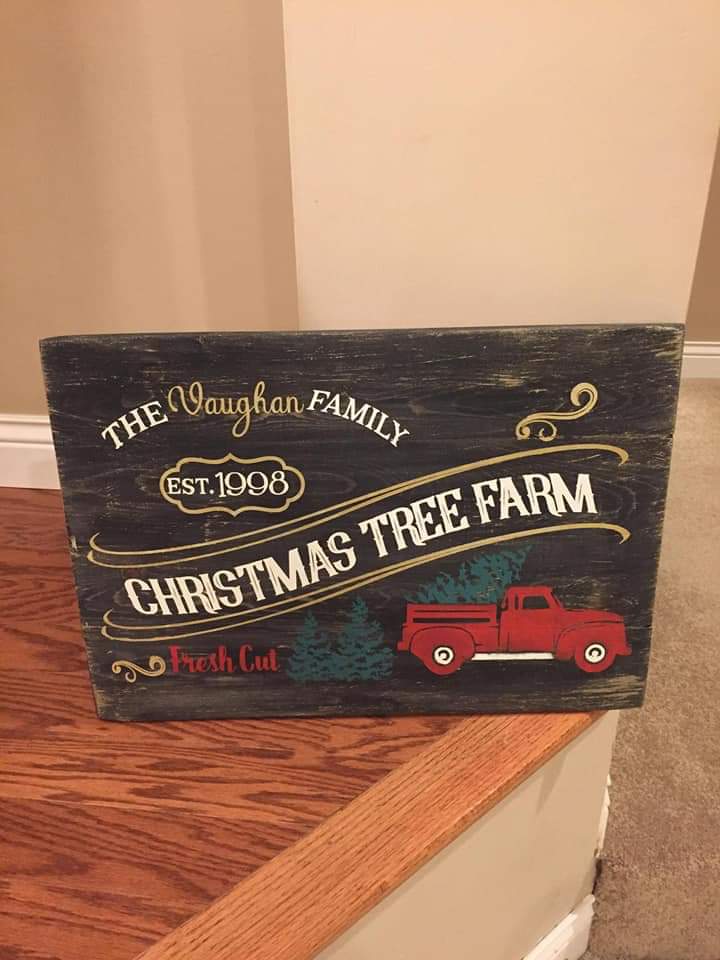 THE Vaughan FAMILY
EST. 1998
CHRISTMAS TREE FARM
Fresh Cut